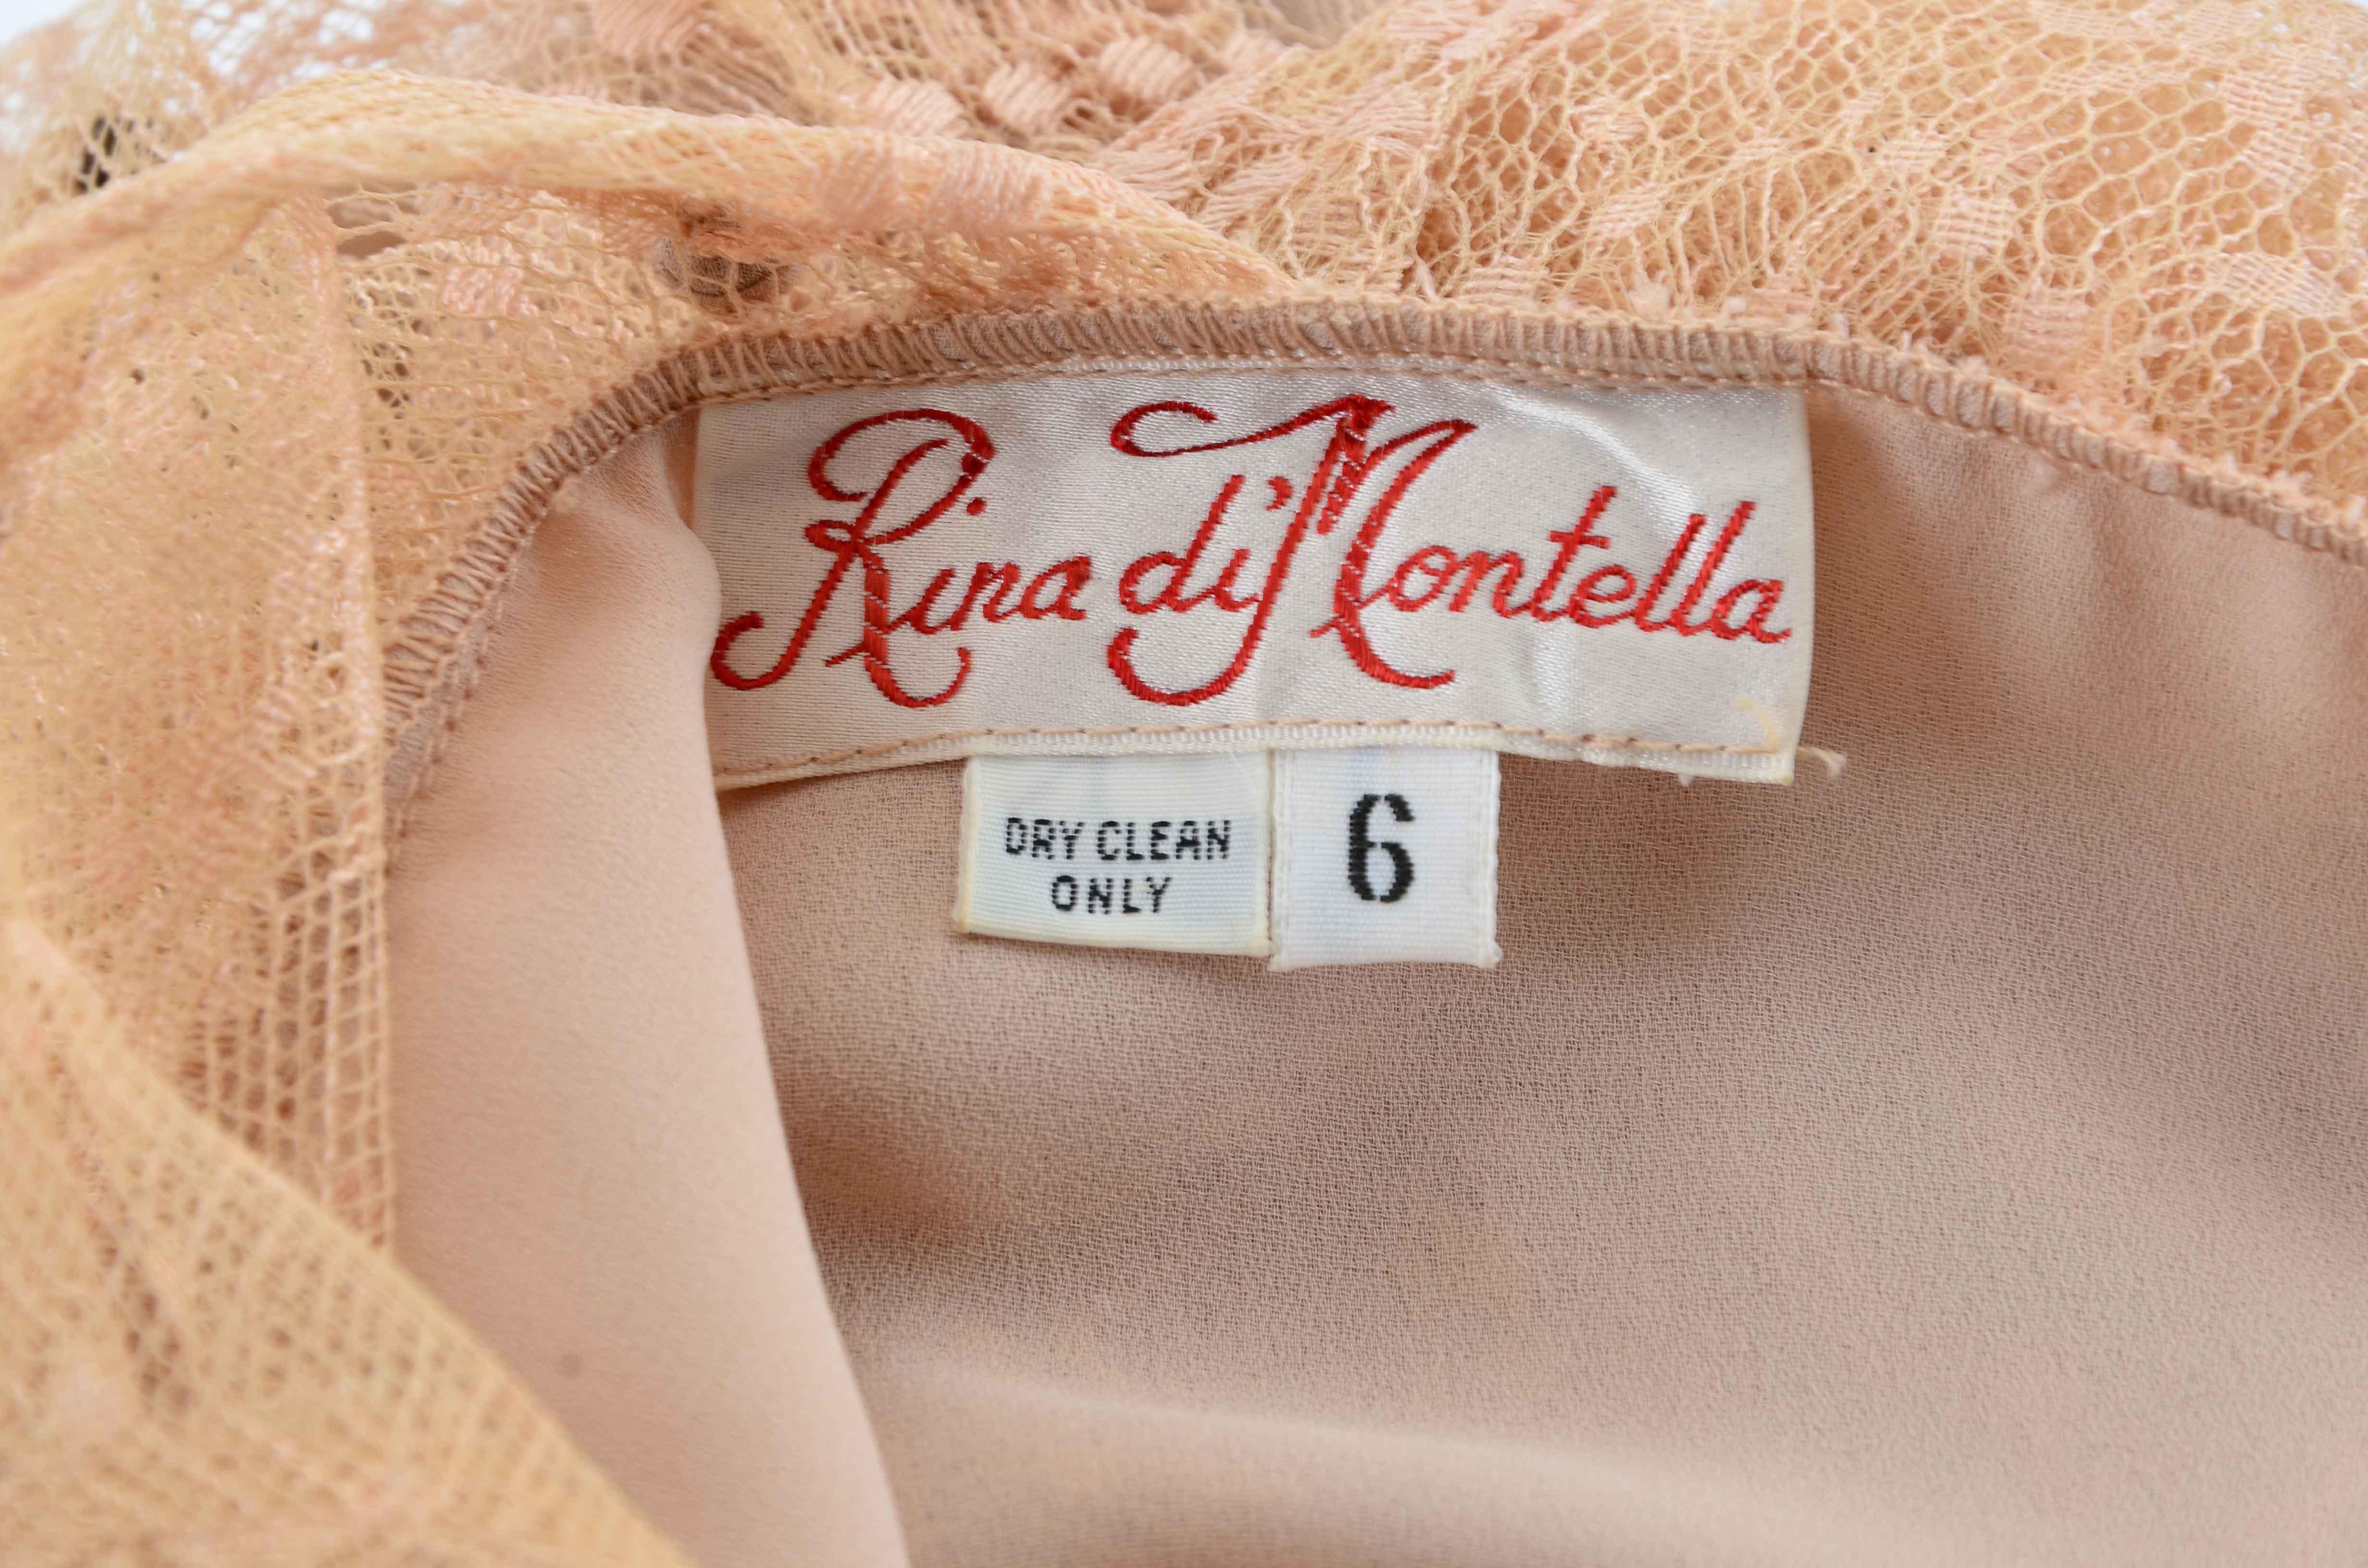 Rina di'Montella
DRY CLEAN
ONLY
6